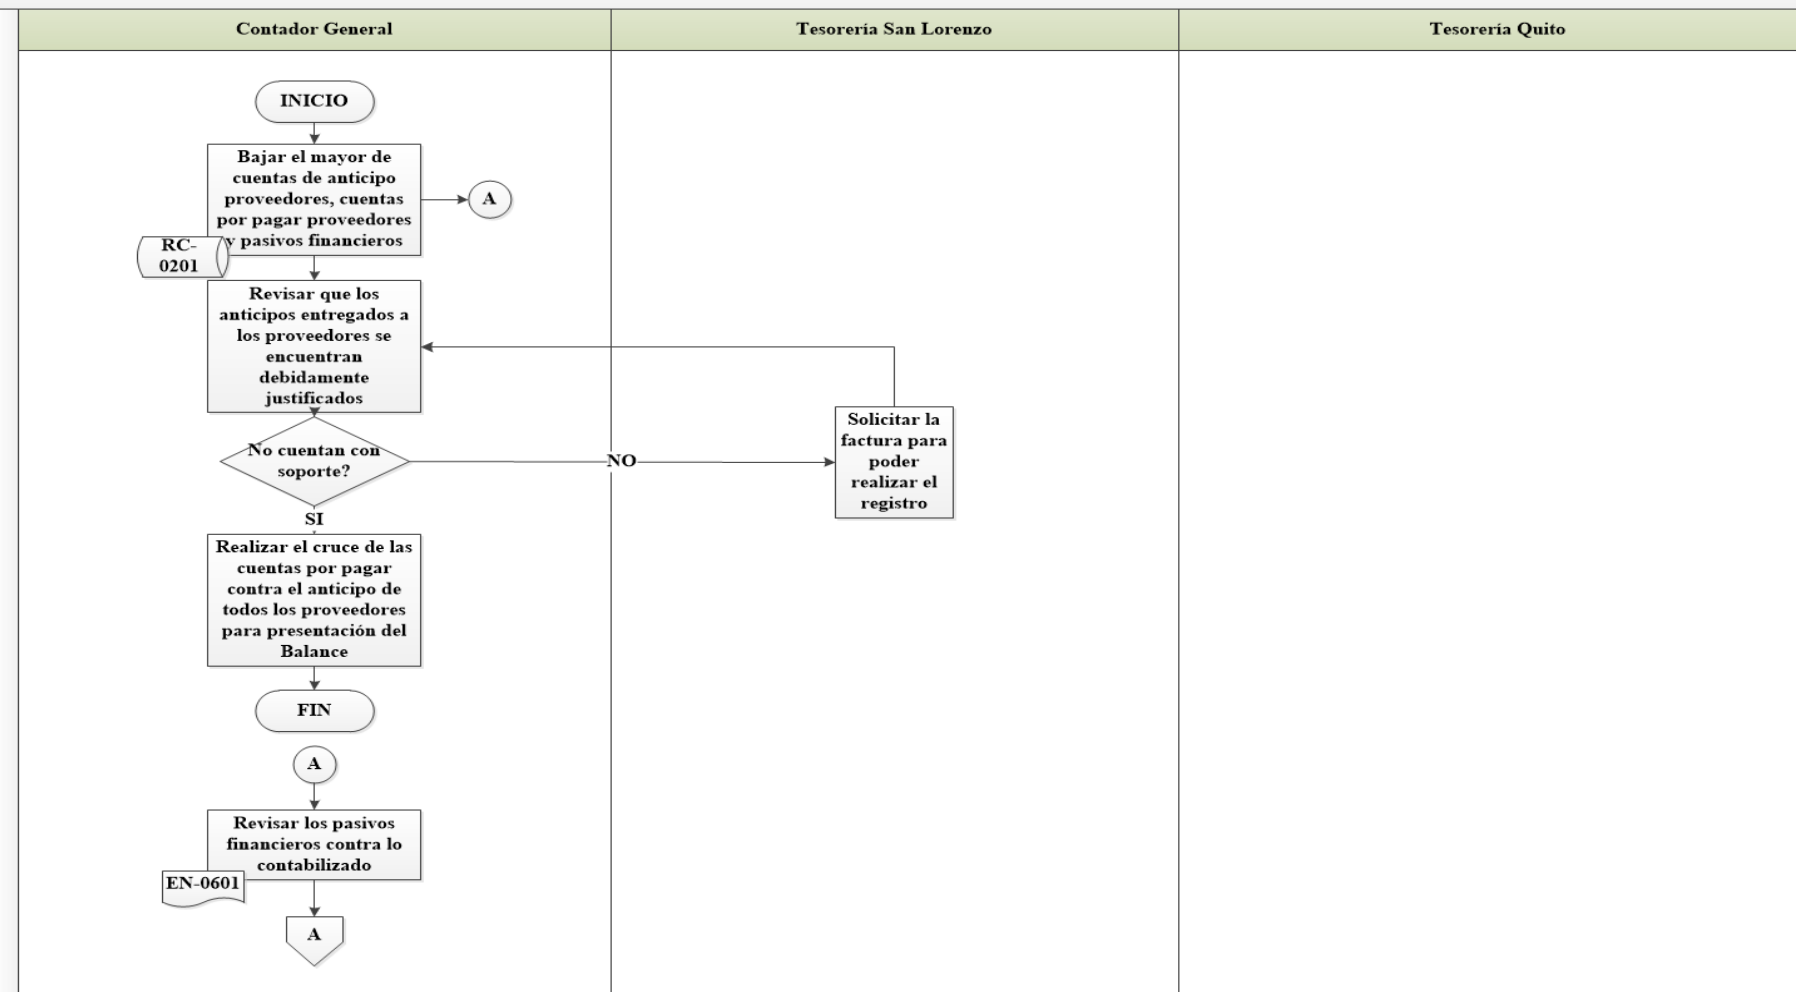 Contador General
Tesorería San Lorenzo
Tesorería Quito
INICIO
Bajar el mayor de
cuentas de anticipo
proveedores, cuentas
por pagar proveedores
y pasivos financieros
A
RC-
0201
Revisar que los
anticipos entregados a
los proveedores se
encuentran
debidamente
justificados
No cuentan con
soporte?
NO
Solicitar la
factura para
poder
realizar el
registro
SI
Realizar el cruce de las
cuentas por pagar
contra el anticipo de
todos los proveedores
para presentación del
Balance
FIN
A
Revisar los pasivos
financieros contra lo
contabilizado
EN-0601
A